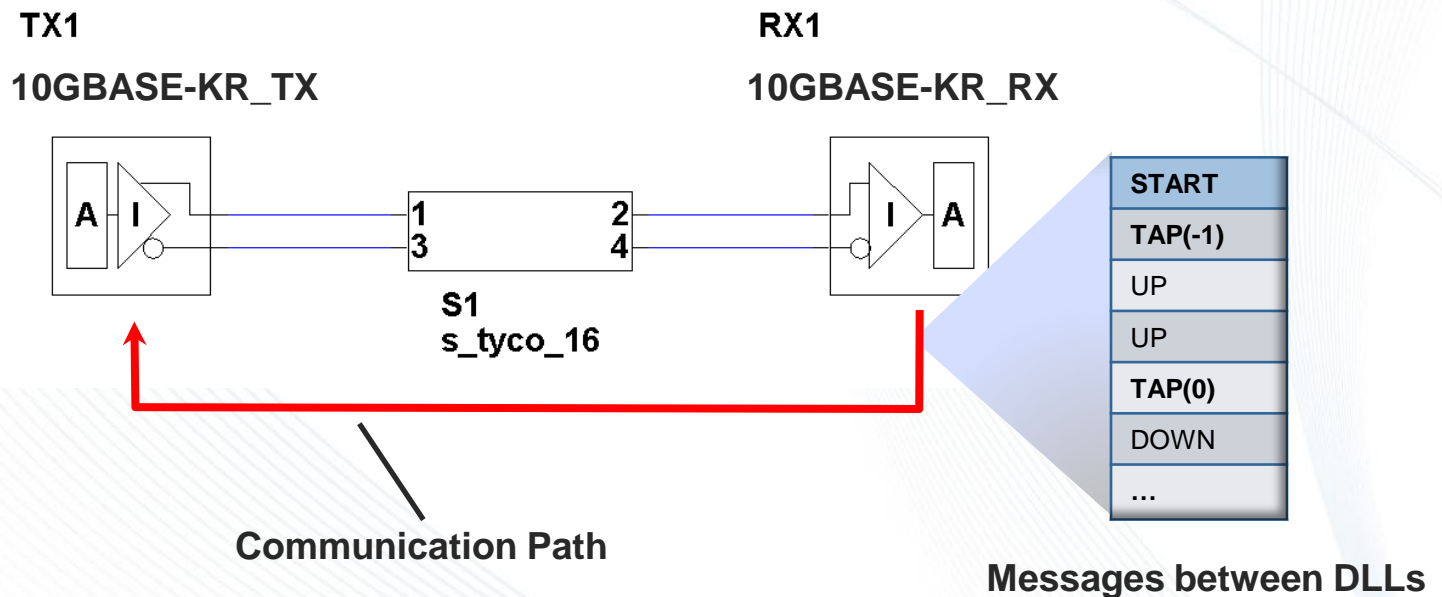 TX1
RX1
10GBASE-KR_TX
10GBASE-KR_RX
A
I
1
2
3
4
I
A
S1
s_tyco_16
START
TAP(-1)
UP
UP
TAP(0)
DOWN
...
Communication Path
Messages between DLLs